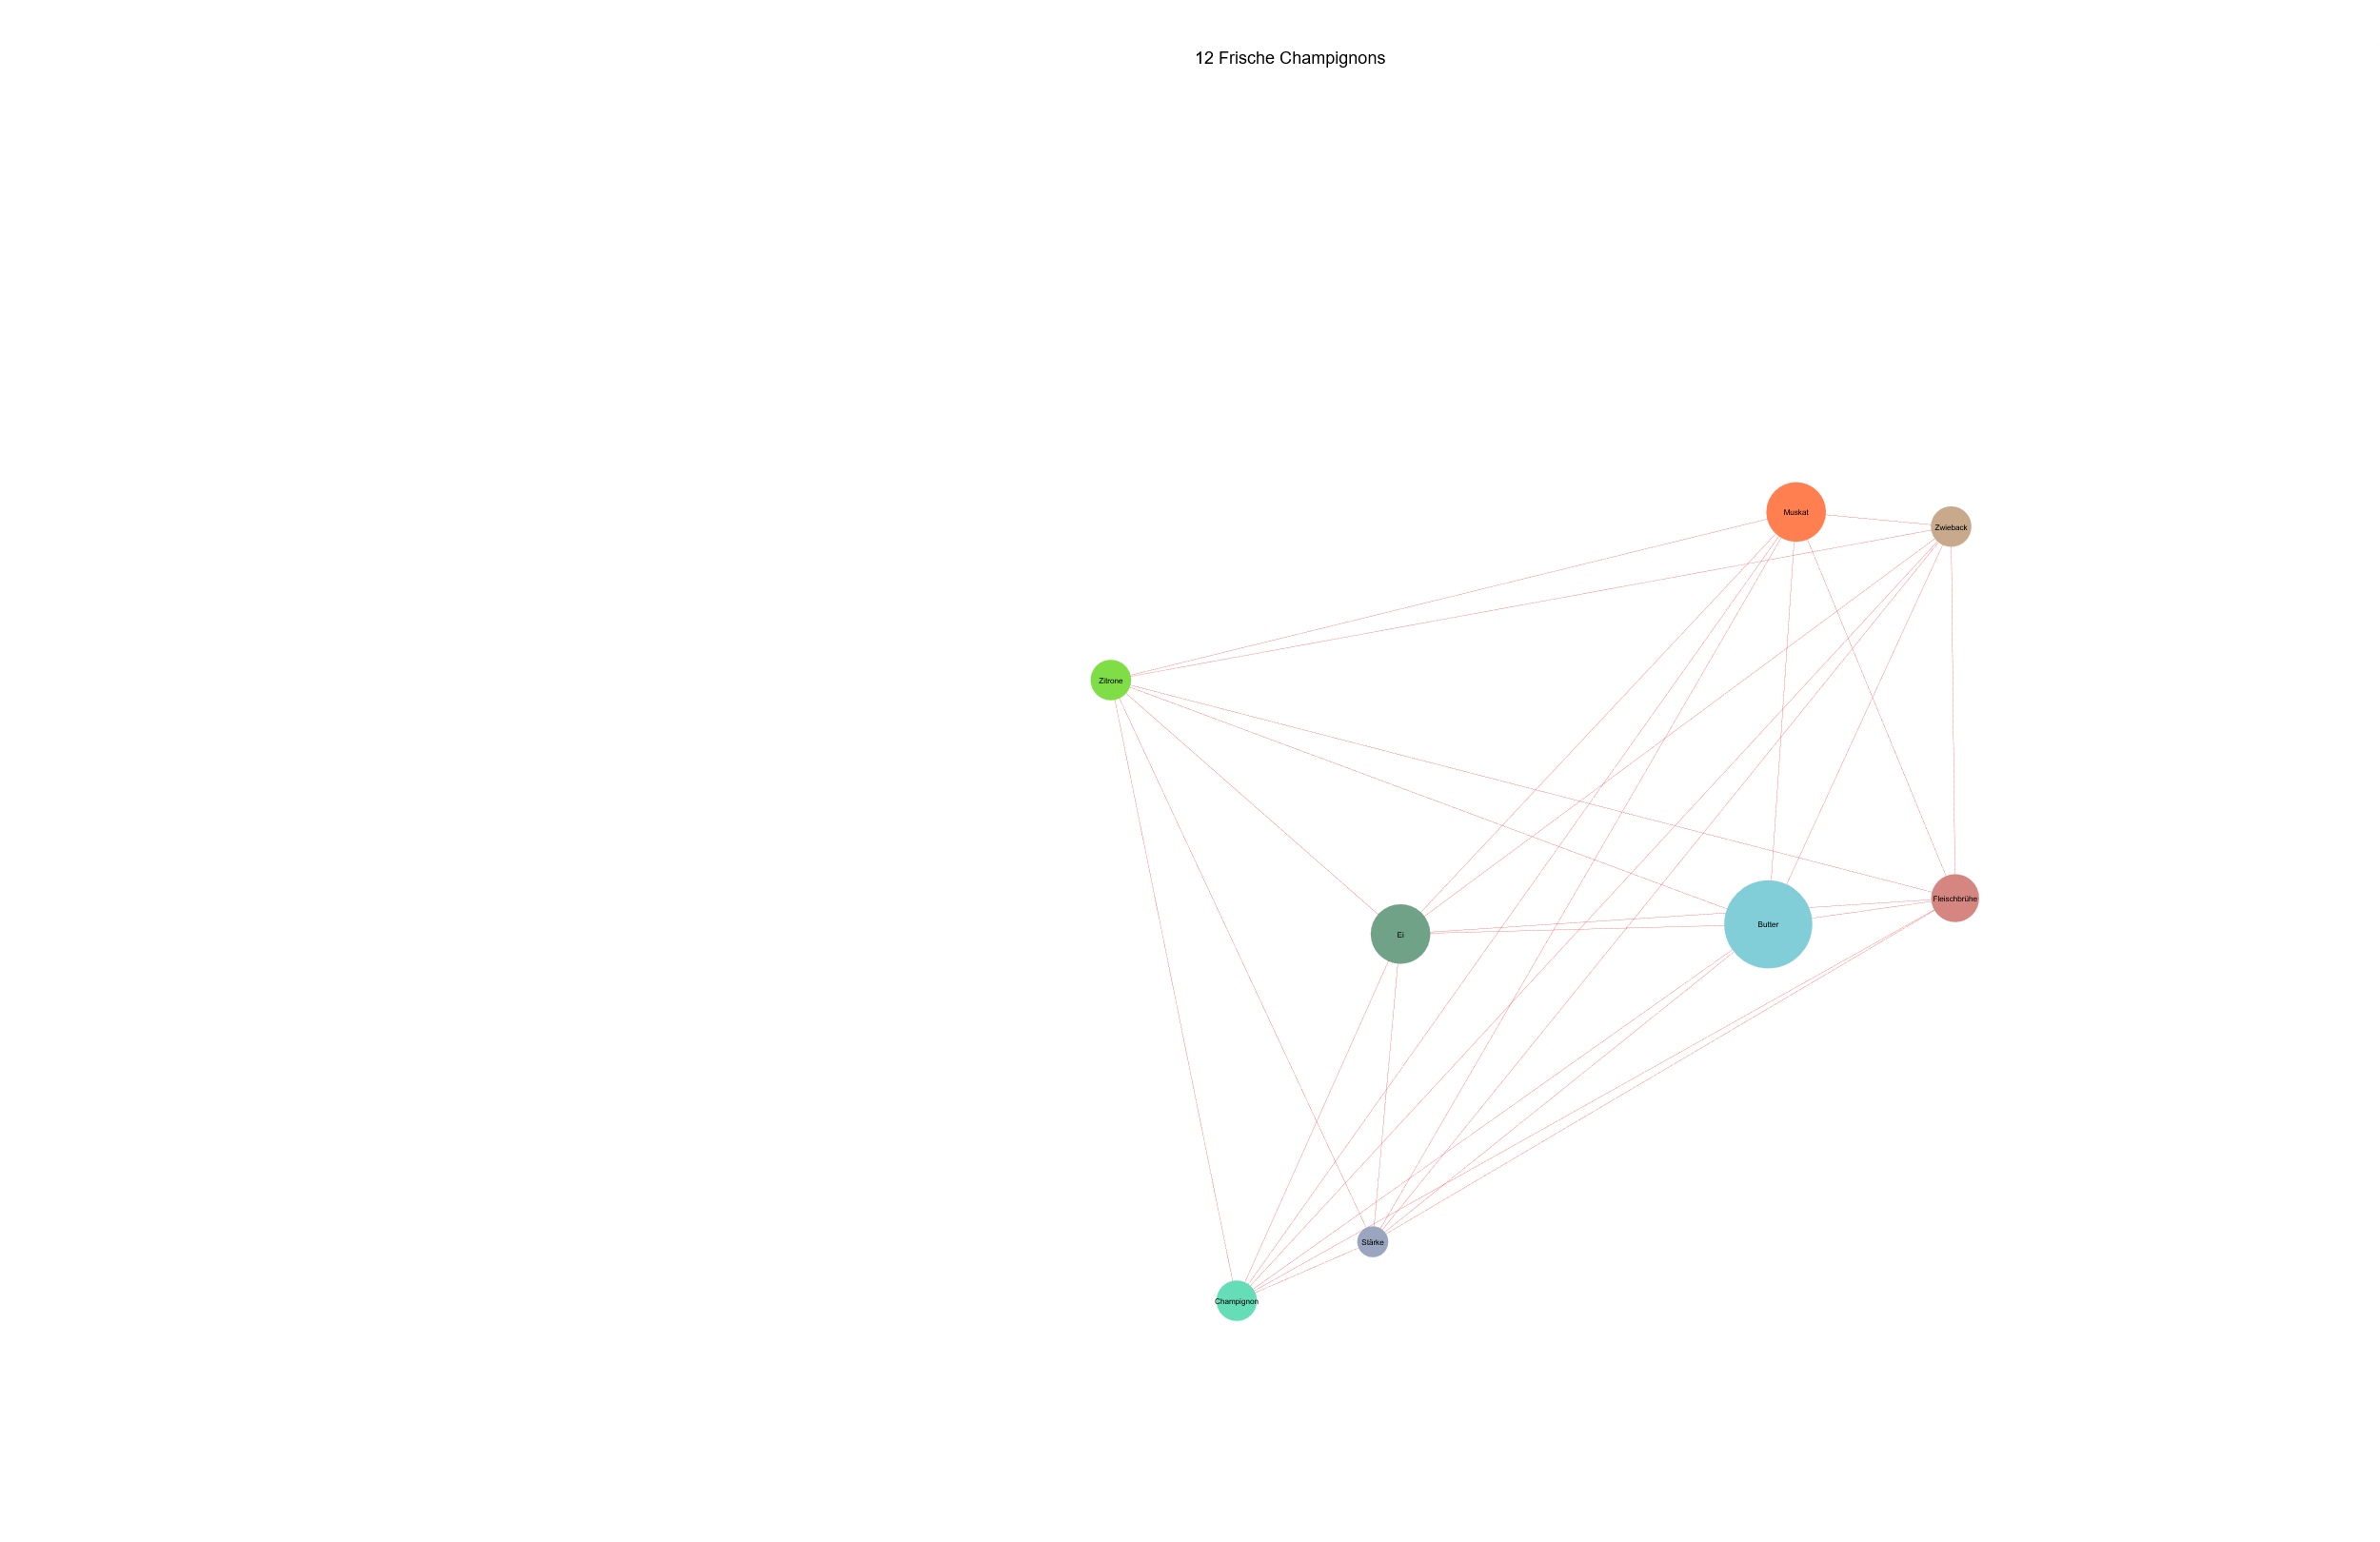 12 Frische Champignons
Muskat
Zwieback
Zitrone
Fleischbrühe
Butter
Ei
Stärke
Champignon